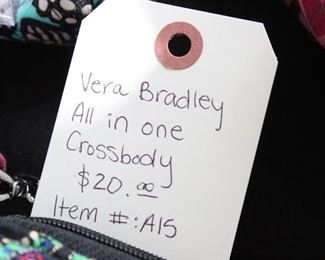 Vera Bradley
All in one
Crossbody
$20.00
Item #:A15